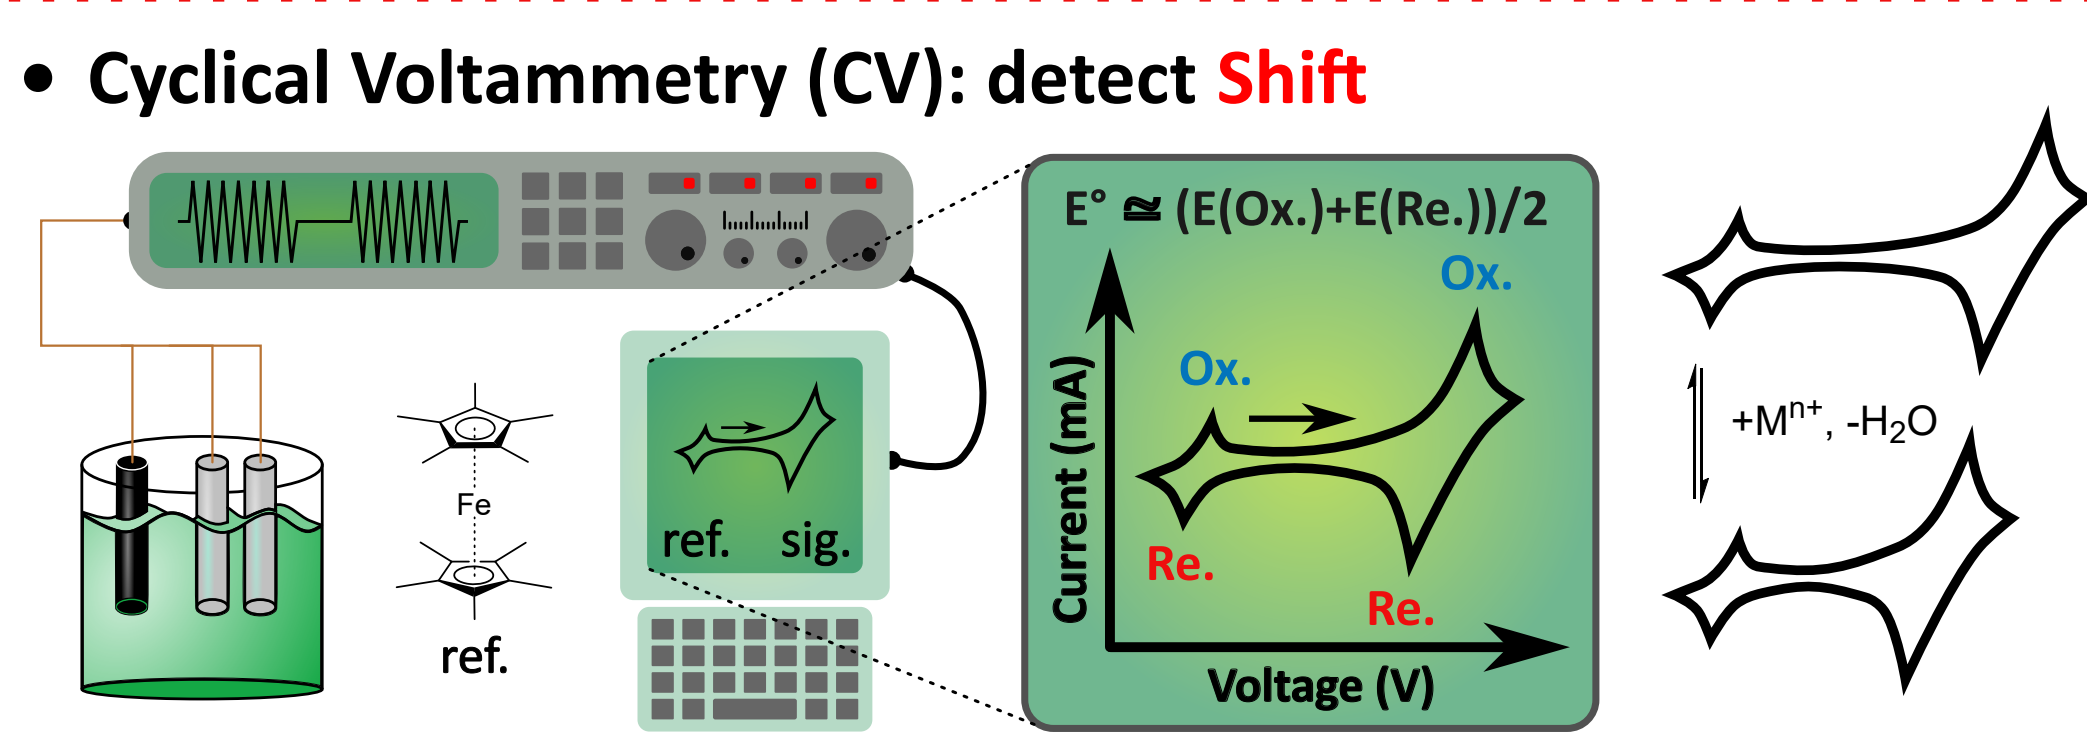 • Cyclical Voltammetry (CV): detect Shift
E° ≅ (E(Ox.)+E(Re.))/2
Ox.
Ox.
Current (mA)
Re.
Re.
Voltage (V)
Fe
ref.
ref. sig.
+Mⁿ⁺, -H₂O